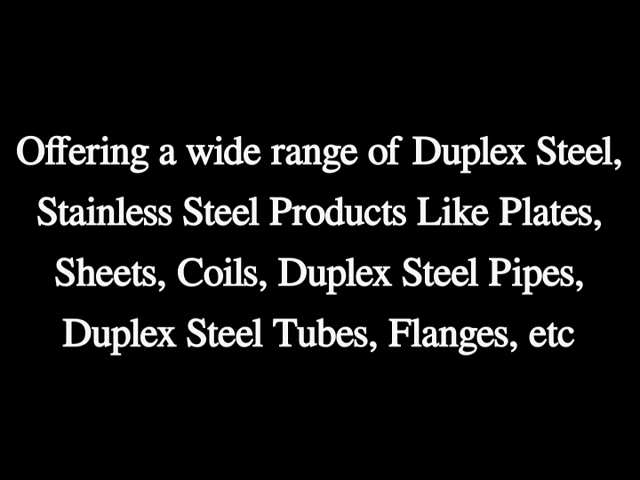 Offering a wide range of Duplex Steel,
Stainless Steel Products Like Plates,
Sheets, Coils, Duplex Steel Pipes,
Duplex Steel Tubes, Flanges, etc